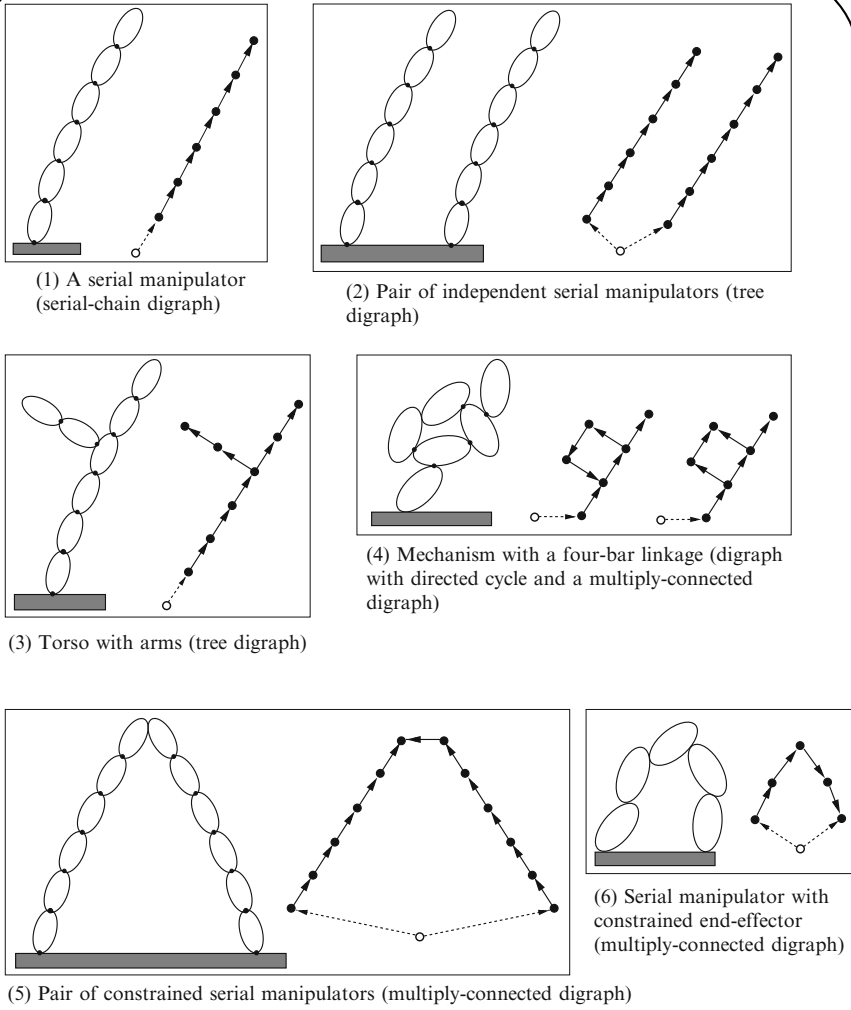 (1) A serial manipulator
(serial-chain digraph)
(2) Pair of independent serial manipulators (tree
digraph)
(3) Torso with arms (tree digraph)
(4) Mechanism with a four-bar linkage (digraph
with directed cycle and a multiply-connected
digraph)
(5) Pair of constrained serial manipulators (multiply-connected digraph)
(6) Serial manipulator with
constrained end-effector
(multiply-connected digraph)